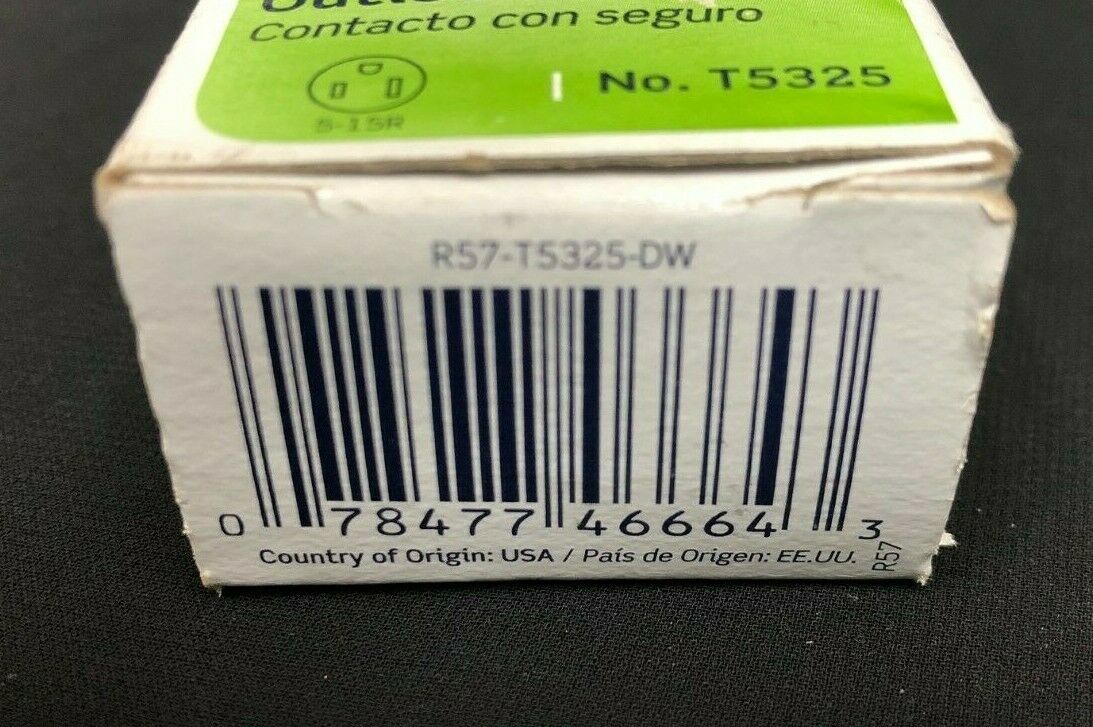 Contacto con seguro
No. T5325
5-15R
R57-T5325-DW
0 78477 46664 3
Country of Origin: USA / País de Origen: EE.UU.
R57